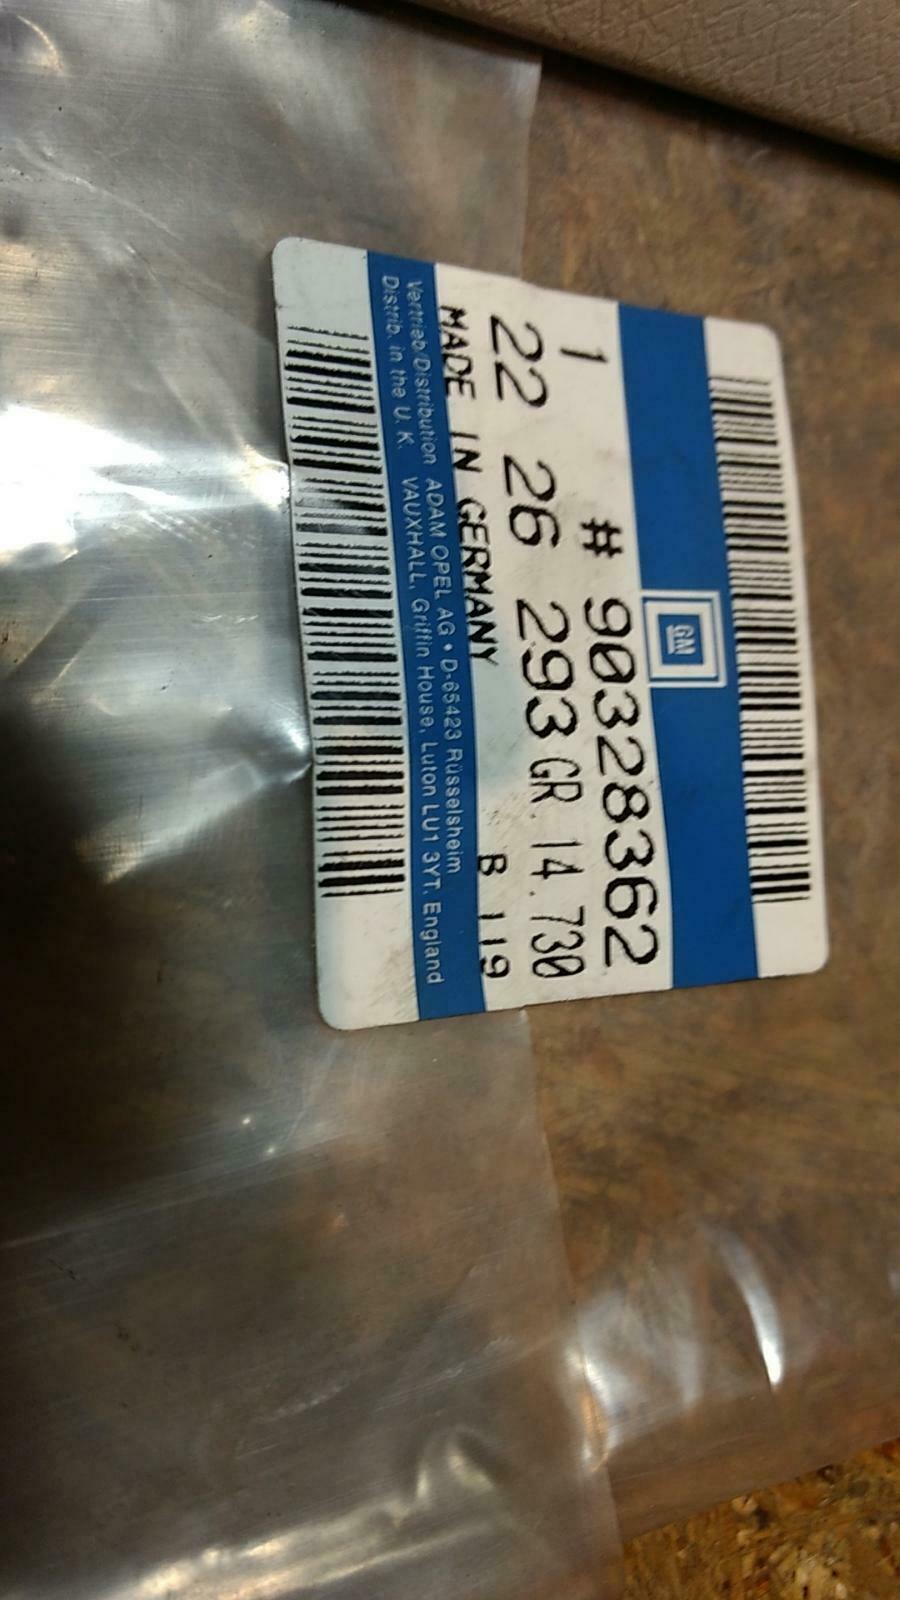 GM
1 # 90328362
22 26 293 GR. 14.730
MADE IN GERMANY B 119
Vertrieb/Distribution ADAM OPEL AG • D-65423 Rüsselsheim
Distrib. in the U. K. VAUXHALL, Griffin House, Luton LU1 3YT. England